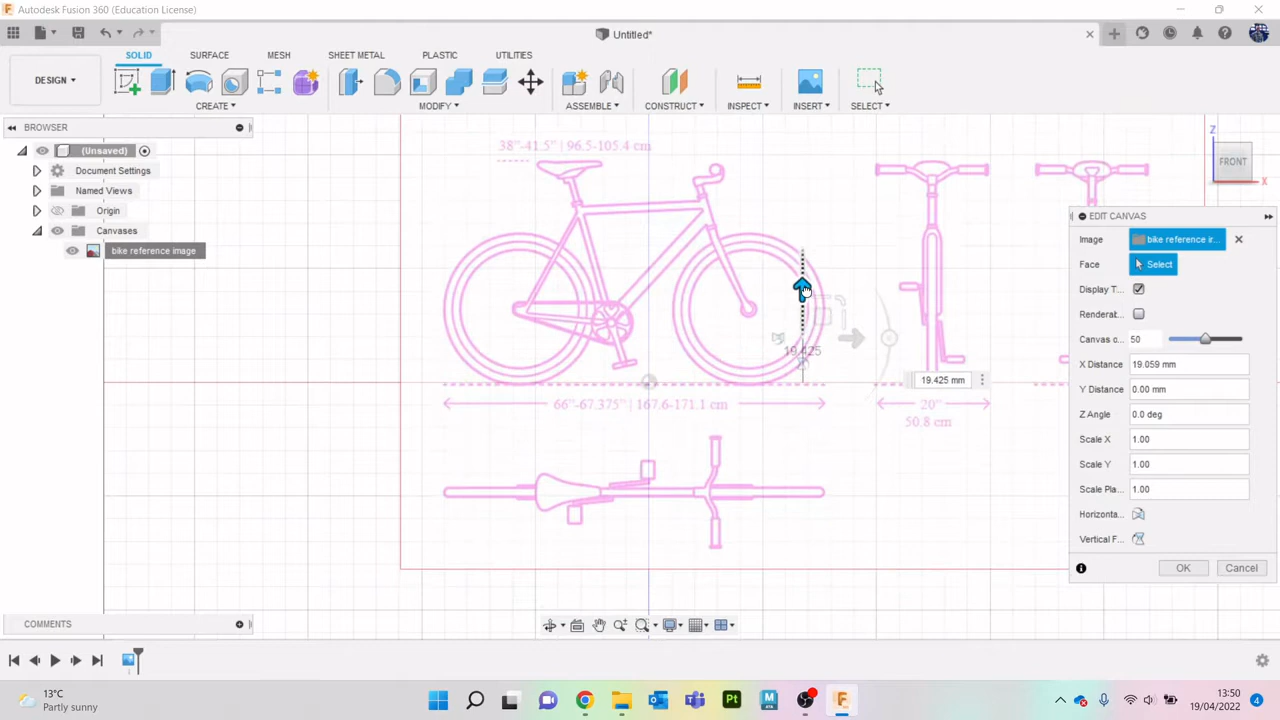 Autodesk Fusion 360 (Education License)
Untitled*
SOLID SURFACE MESH SHEET METAL PLASTIC UTILITIES
DESIGN
CREATE MODIFY ASSEMBLE CONSTRUCT INSPECT INSERT SELECT
BROWSER
(Unsaved)
Document Settings
Named Views
Origin
Canvases
bike reference image
38"-41.5" | 96.5-105.4 cm
66"-67.375" | 167.6-171.1 cm
20"
50.8 cm
19.425
19.425 mm
Z
FRONT
X
EDIT CANVAS
Image bike reference ir...
Face Select
Display T...
Renderal...
Canvas o... 50
X Distance 19.059 mm
Y Distance 0.00 mm
Z Angle 0.0 deg
Scale X 1.00
Scale Y 1.00
Scale Pla... 1.00
Horizonta...
Vertical F...
OK Cancel
COMMENTS
13°C
Partly sunny
13:50
19/04/2022
4